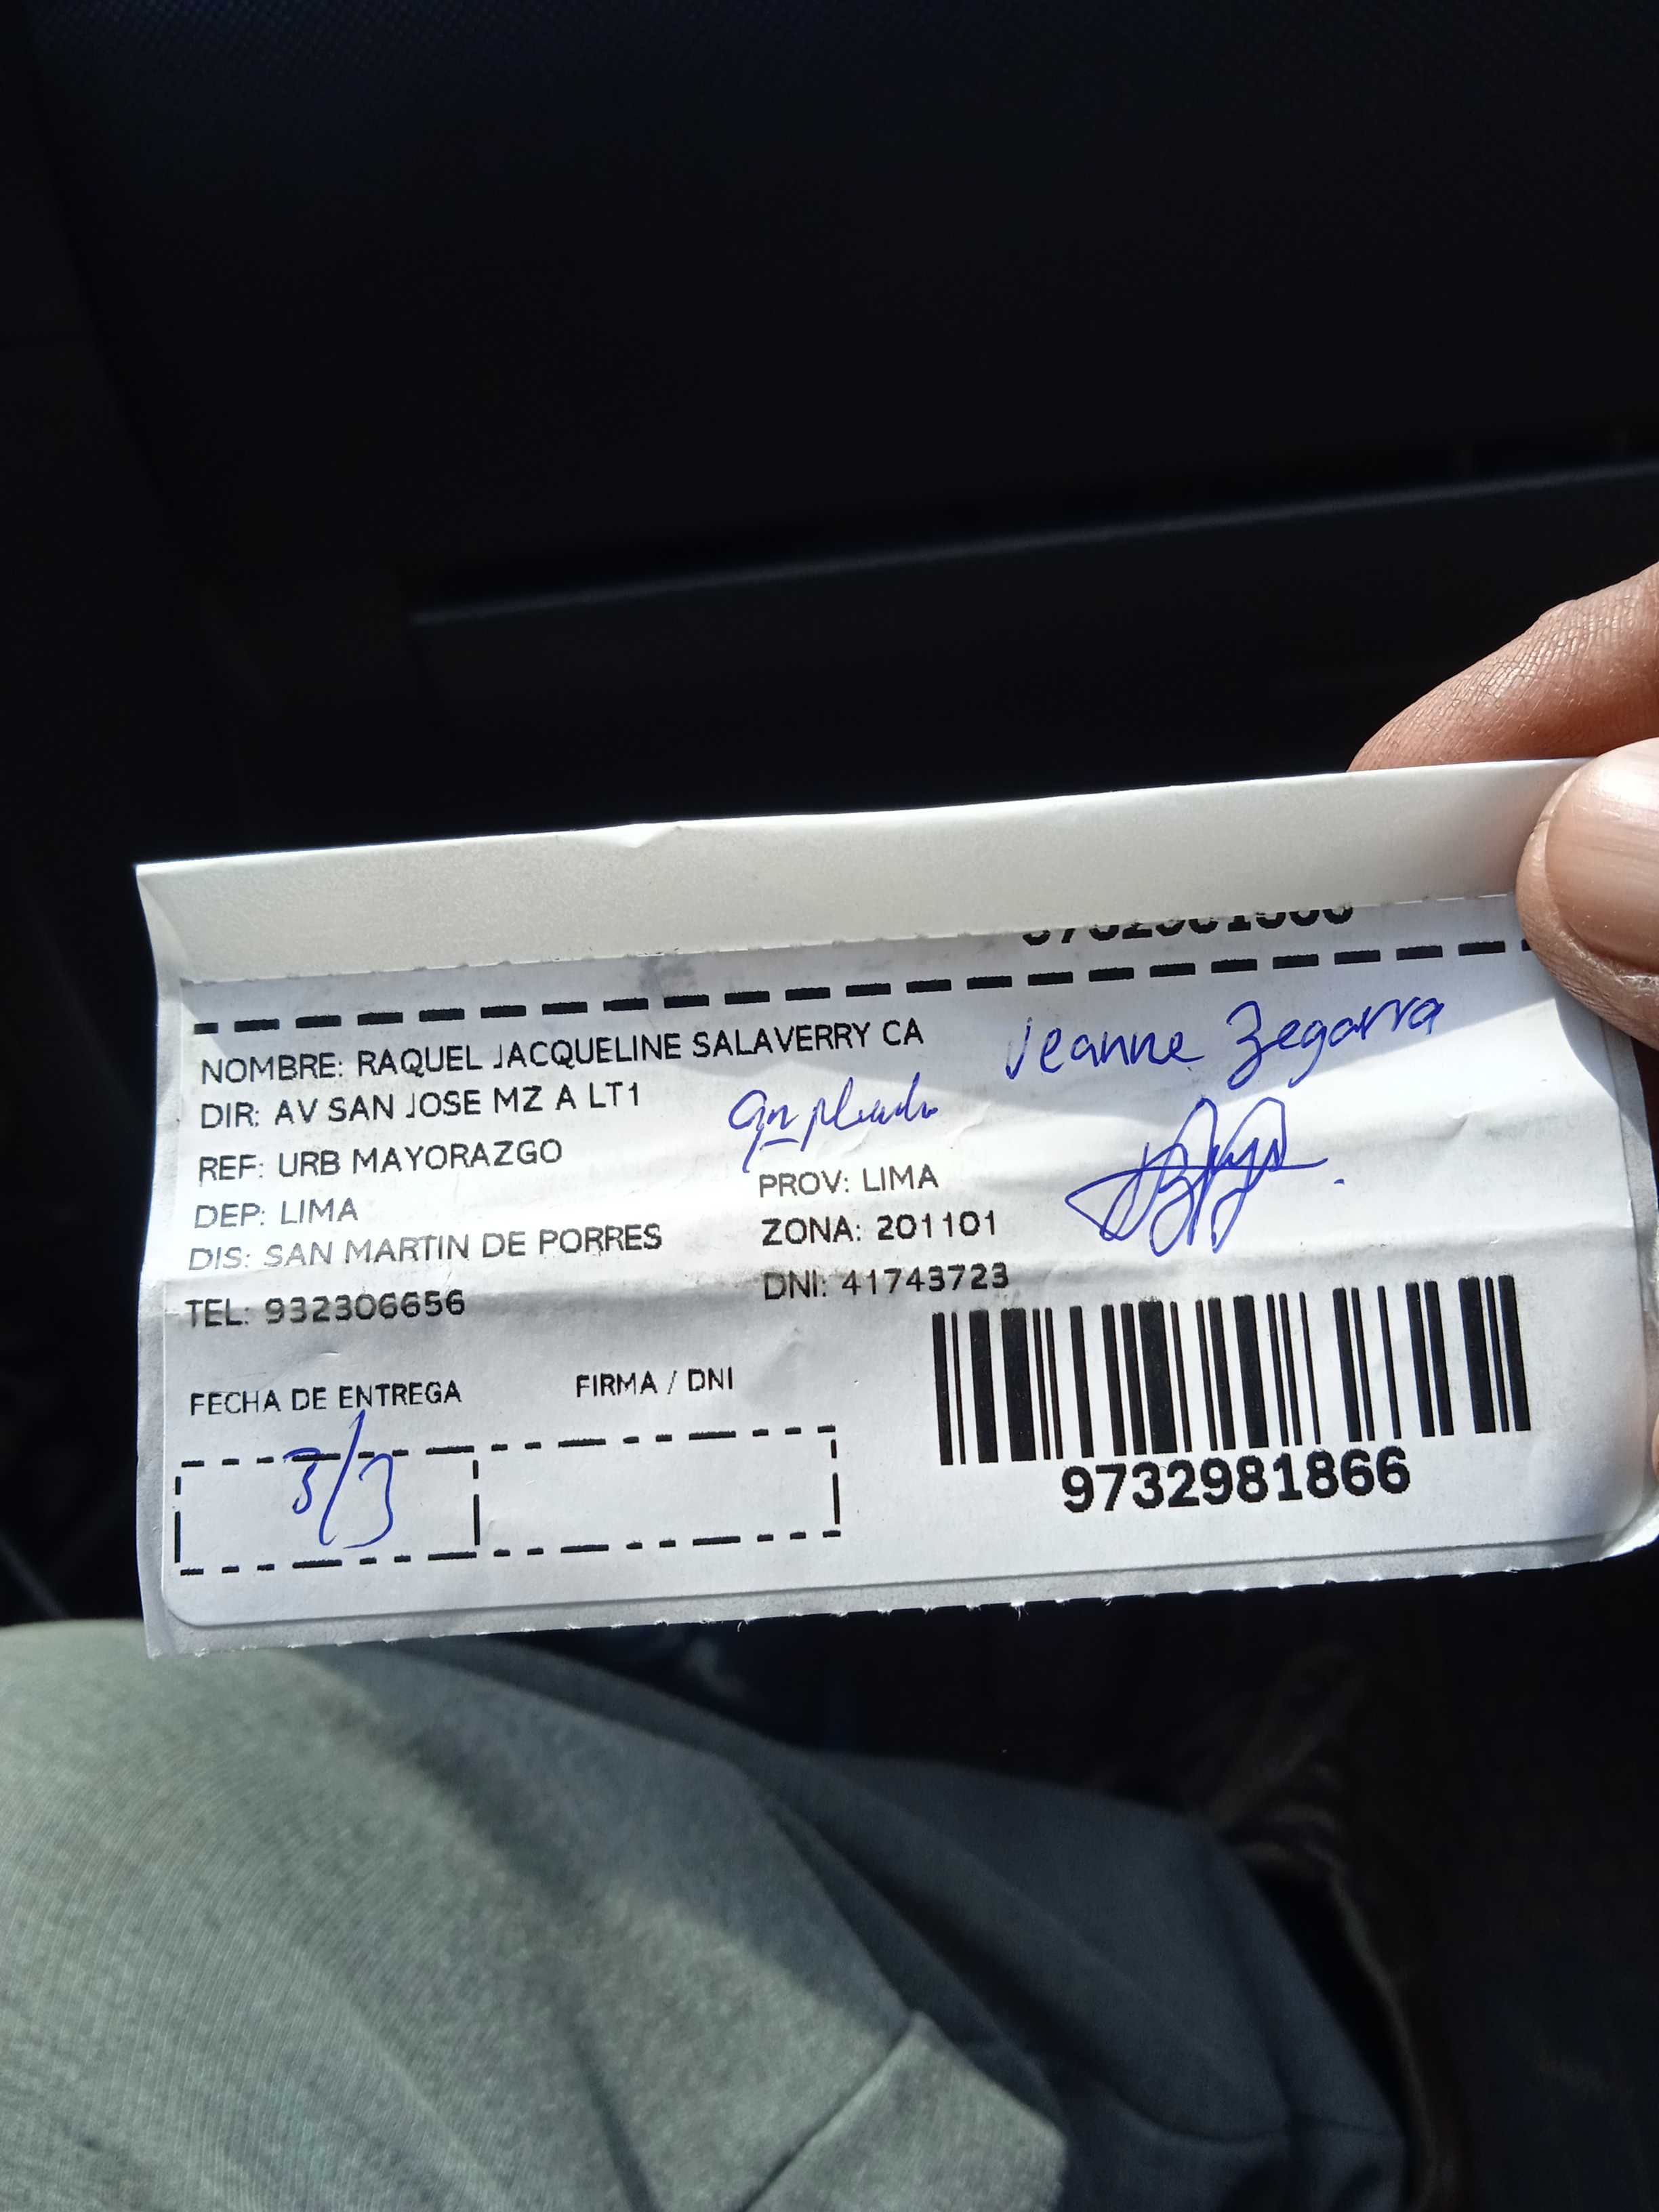 9732981866
NOMBRE: RAQUEL JACQUELINE SALAVERRY CA
Jeanne Zegarra
DIR: AV SAN JOSE MZ A LT1
REF: URB MAYORAZGO
DEP: LIMA
PROV: LIMA
DIS: SAN MARTIN DE PORRES
ZONA: 201101
TEL: 932306656
DNI: 41743723
FECHA DE ENTREGA
FIRMA / DNI
3/3
9732981866